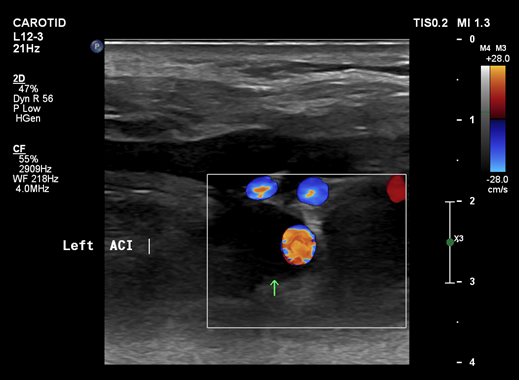 CAROTID
TIS0.2 MI 1.3
L12-3
21Hz
P
0
M4 M3
+28.0
2D
47%
Dyn R 56
P Low
HGen
1
CF
55%
2909Hz
WF 218Hz
4.0MHz
-28.0
cm/s
2
Left ACI
X3
3
4